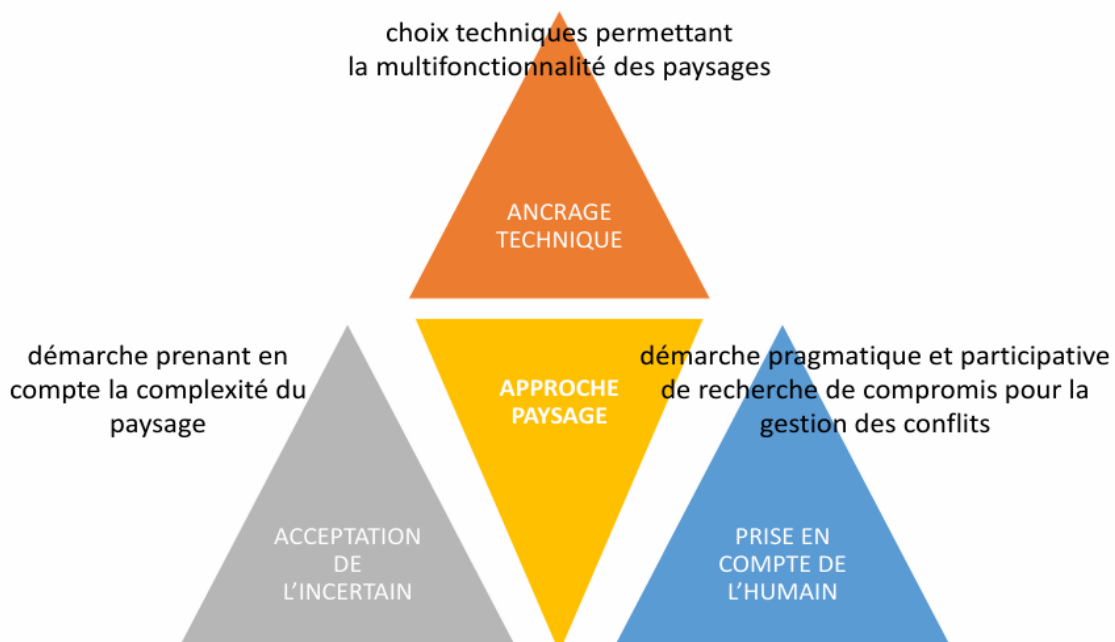 choix techniques permettant
la multifonctionnalité des paysages
ANCRAGE
TECHNIQUE
démarche prenant en
compte la complexité du
paysage
APPROCHE
PAYSAGE
démarche pragmatique et participative
de recherche de compromis pour la
gestion des conflits
ACCEPTATION
DE
L’INCERTAIN
PRISE EN
COMPTE DE
L’HUMAIN